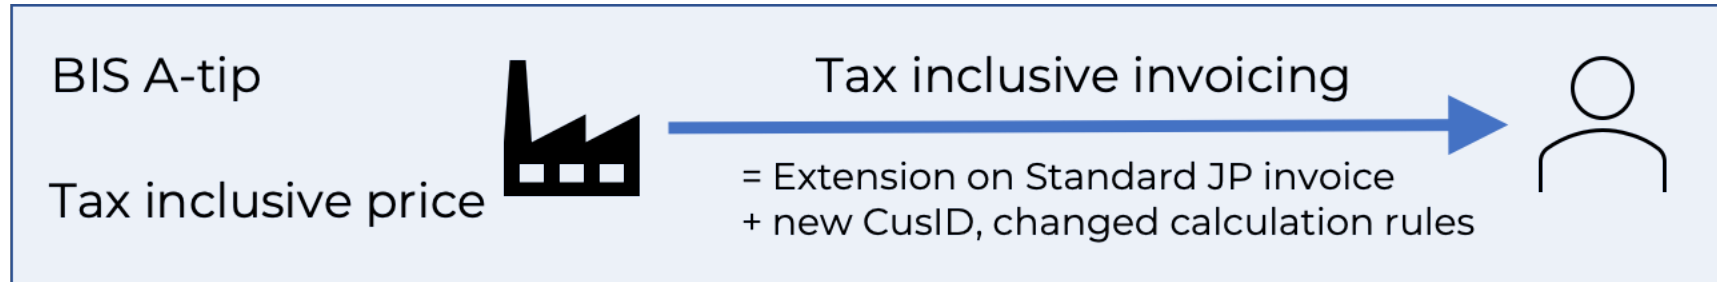 BIS A-tip
Tax inclusive price
Tax inclusive invoicing
= Extension on Standard JP invoice
+ new CusID, changed calculation rules